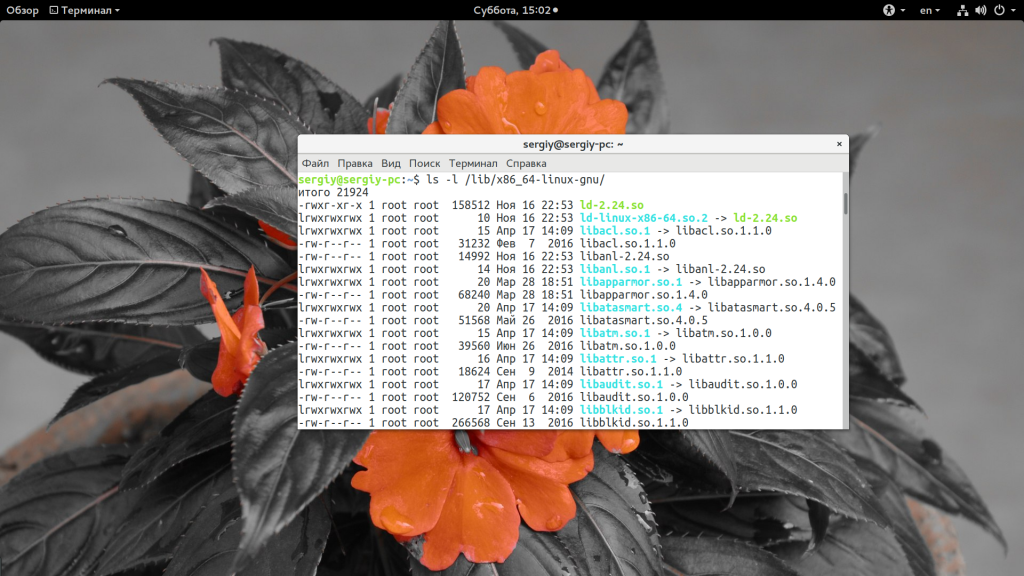 Обзор Терминал Суббота, 15:02 en
sergiy@sergiy-pc: ~ ×
Файл Правка Вид Поиск Терминал Справка
sergiy@sergiy-pc:~$ ls -l /lib/x86_64-linux-gnu/
итого 21924
-rwxr-xr-x 1 root root 158512 Ноя 16 22:53 ld-2.24.so
lrwxrwxrwx 1 root root 10 Ноя 16 22:53 ld-linux-x86-64.so.2 -> ld-2.24.so
lrwxrwxrwx 1 root root 15 Апр 17 14:09 libacl.so.1 -> libacl.so.1.1.0
-rw-r--r-- 1 root root 31232 Фев 7 2016 libacl.so.1.1.0
-rw-r--r-- 1 root root 14992 Ноя 16 22:53 libanl-2.24.so
lrwxrwxrwx 1 root root 14 Ноя 16 22:53 libanl.so.1 -> libanl-2.24.so
lrwxrwxrwx 1 root root 20 Мар 28 18:51 libapparmor.so.1 -> libapparmor.so.1.4.0
-rw-r--r-- 1 root root 68240 Мар 28 18:51 libapparmor.so.1.4.0
lrwxrwxrwx 1 root root 20 Апр 17 14:09 libatasmart.so.4 -> libatasmart.so.4.0.5
-rw-r--r-- 1 root root 51568 Май 26 2016 libatasmart.so.4.0.5
lrwxrwxrwx 1 root root 15 Апр 17 14:09 libatm.so.1 -> libatm.so.1.0.0
-rw-r--r-- 1 root root 39560 Июн 26 2016 libatm.so.1.0.0
lrwxrwxrwx 1 root root 16 Апр 17 14:09 libattr.so.1 -> libattr.so.1.1.0
-rw-r--r-- 1 root root 18624 Сен 9 2014 libattr.so.1.1.0
lrwxrwxrwx 1 root root 17 Апр 17 14:09 libaudit.so.1 -> libaudit.so.1.0.0
-rw-r--r-- 1 root root 120752 Сен 6 2016 libaudit.so.1.0.0
lrwxrwxrwx 1 root root 17 Апр 17 14:09 libblkid.so.1 -> libblkid.so.1.1.0
-rw-r--r-- 1 root root 266568 Сен 13 2016 libblkid.so.1.1.0